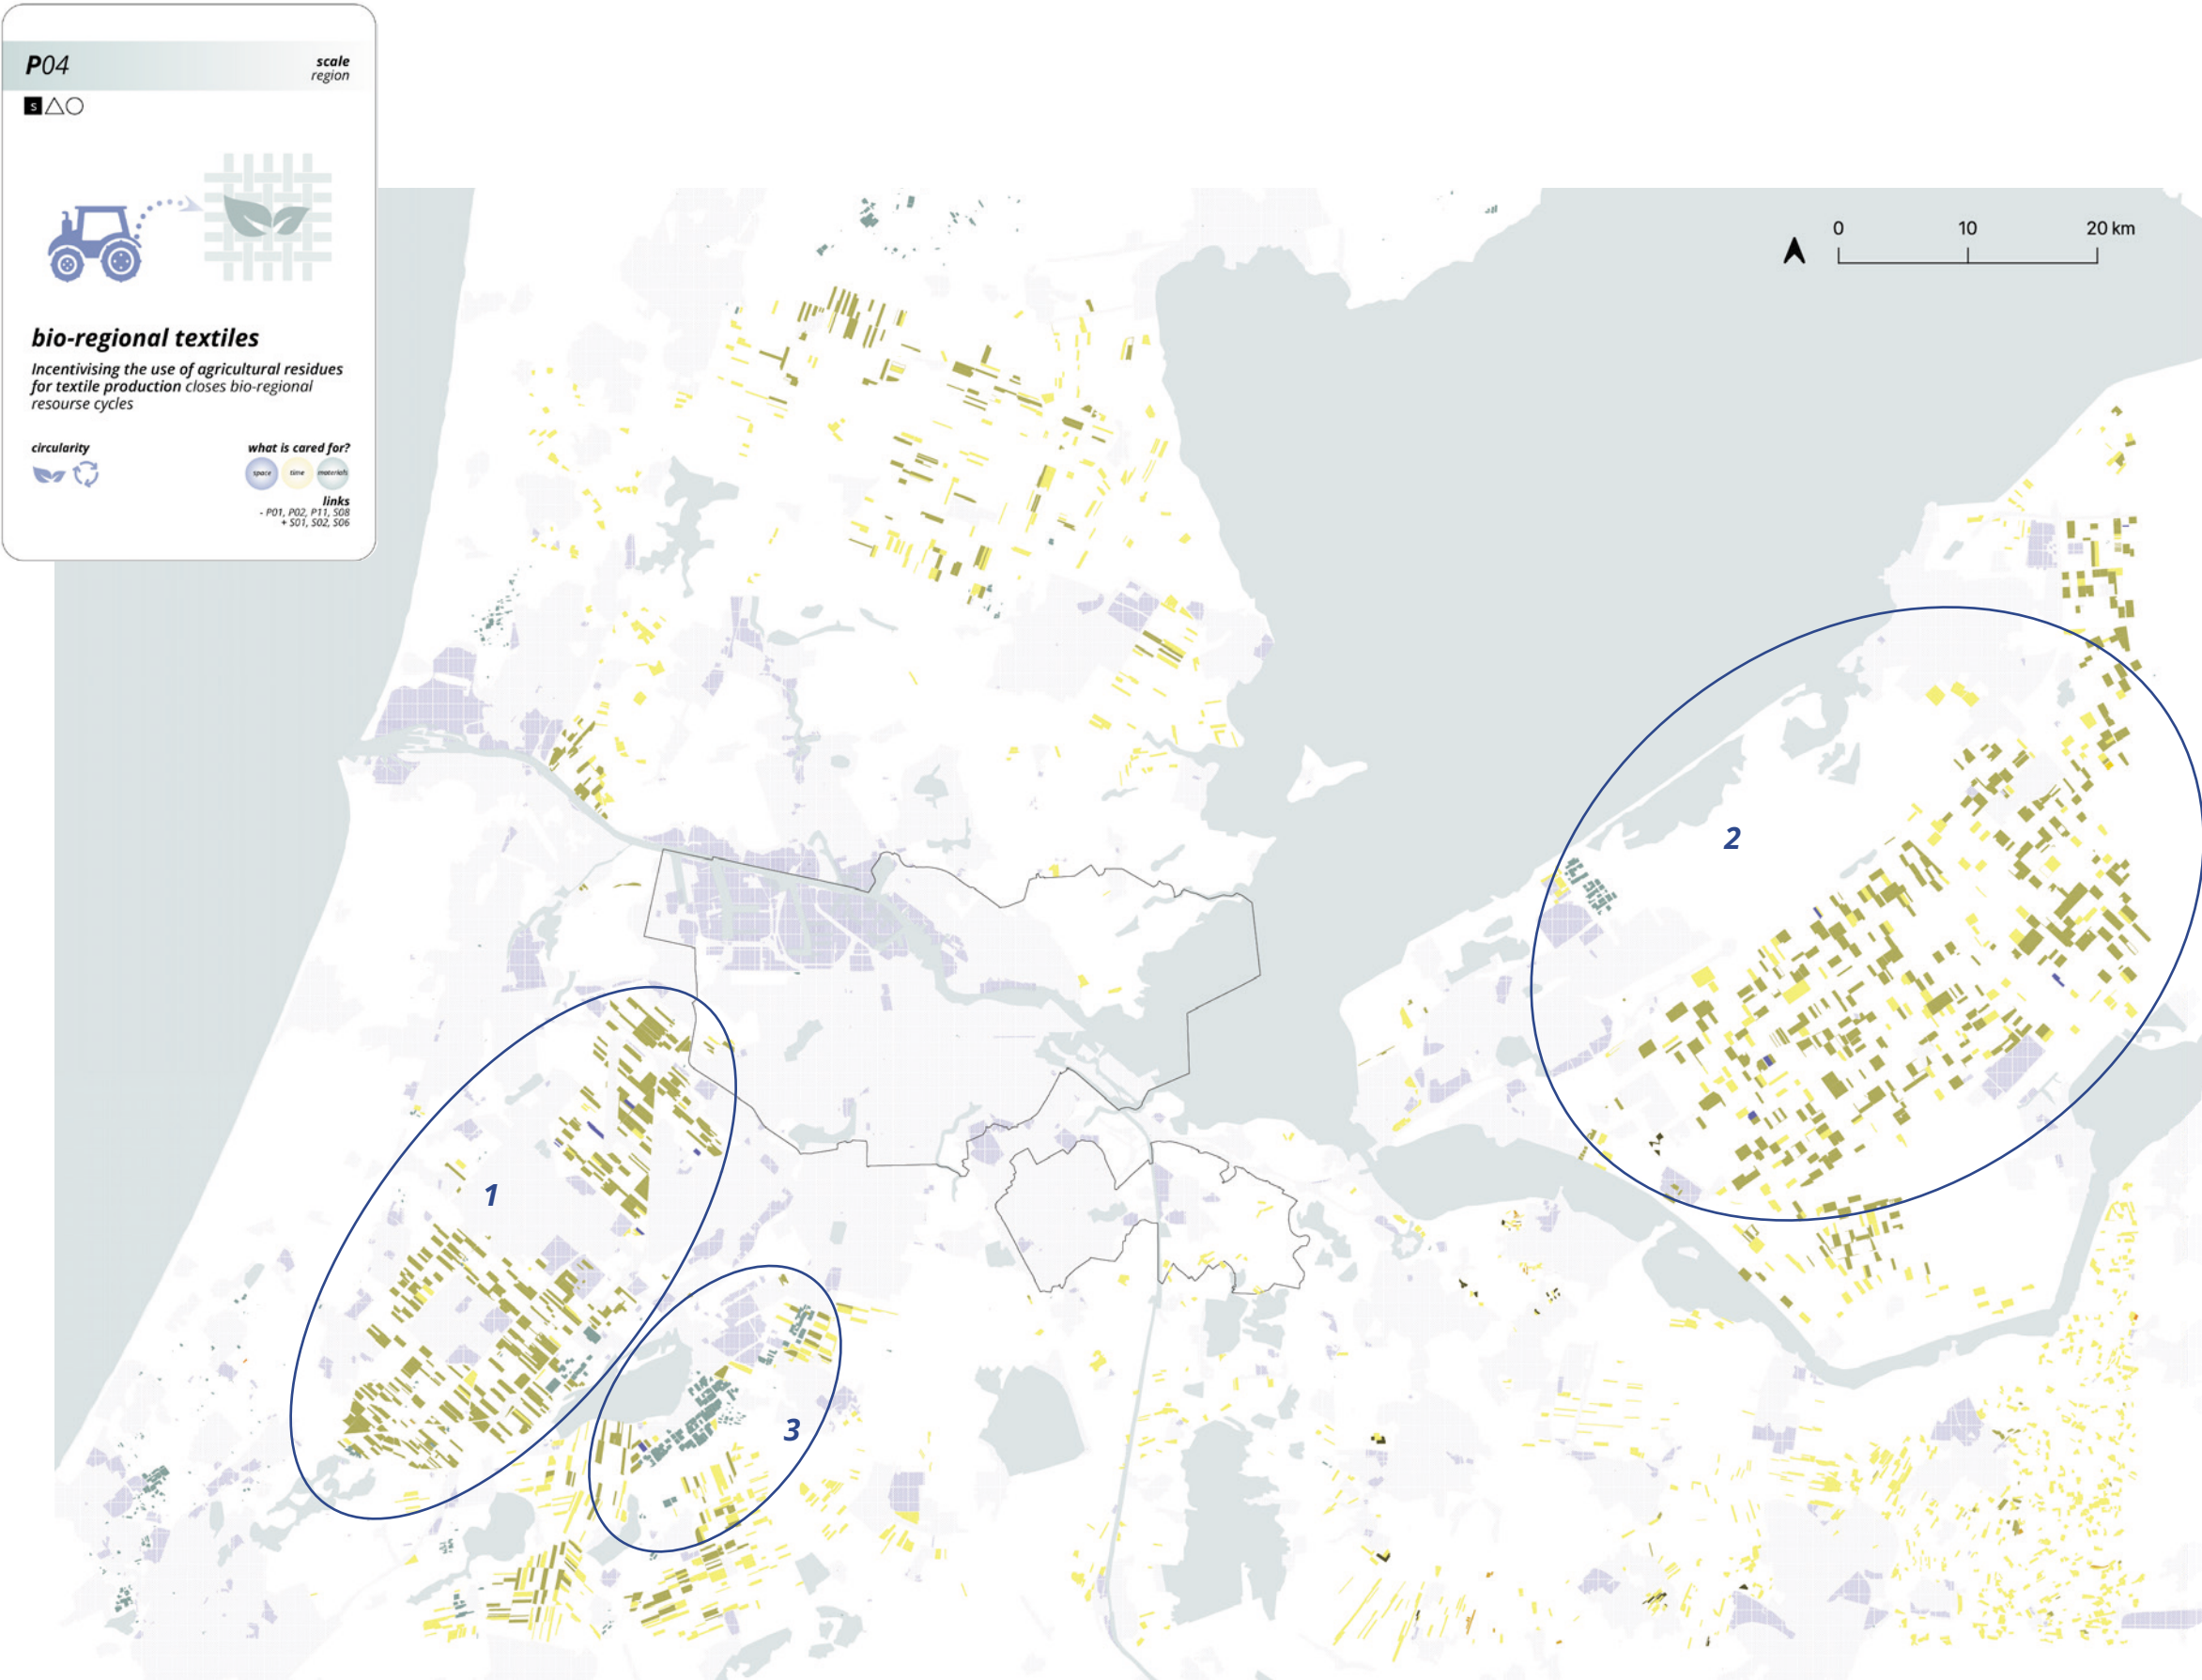 P04
scale
region
S
bio-regional textiles
Incentivising the use of agricultural residues
for textile production closes bio-regional
resourse cycles
circularity
what is cared for?
space time materials
links
- P01, P02, P11, S08
+ S01, S02, S06
0 10 20 km
2
1
3